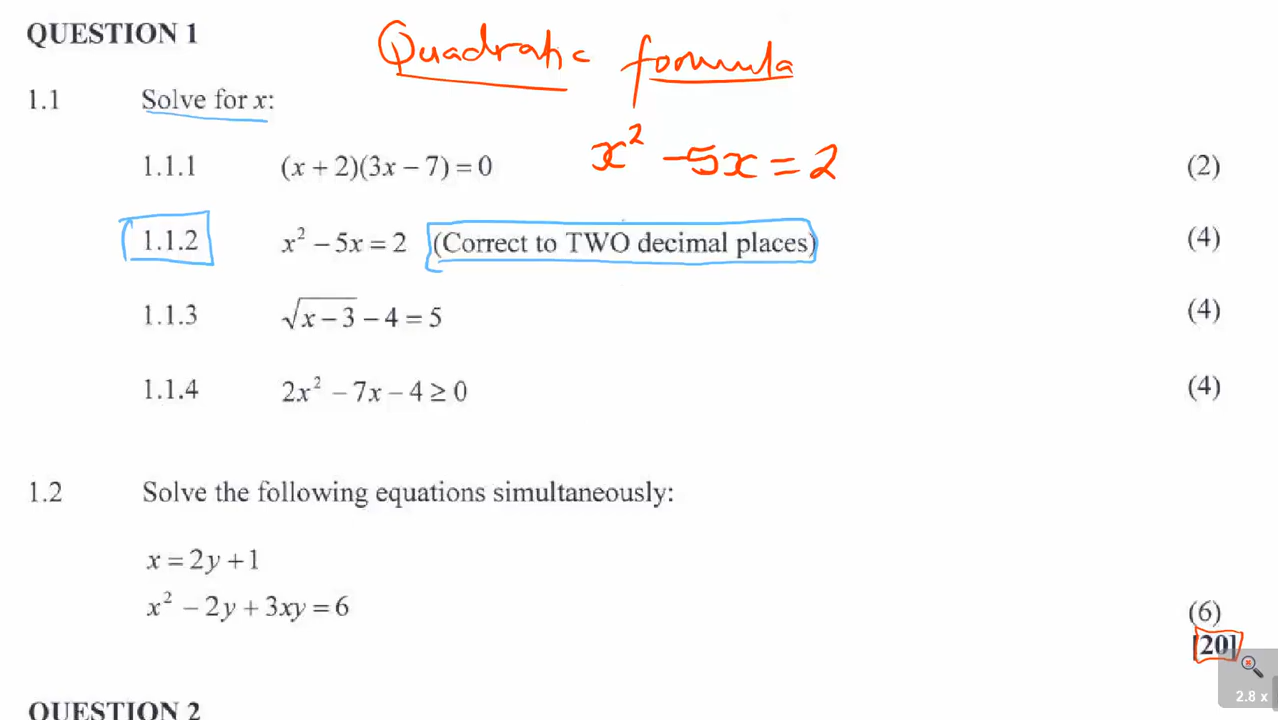 QUESTION 1
Quadratic formula
1.1 Solve for x:
1.1.1 (x + 2)(3x − 7) = 0 (2)
x² − 5x = 2
1.1.2 x² − 5x = 2 (Correct to TWO decimal places) (4)
1.1.3 √(x − 3) − 4 = 5 (4)
1.1.4 2x² − 7x − 4 ≥ 0 (4)
1.2 Solve the following equations simultaneously:
x = 2y + 1
x² − 2y + 3xy = 6 (6)
[20]
2.8 x
QUESTION 2